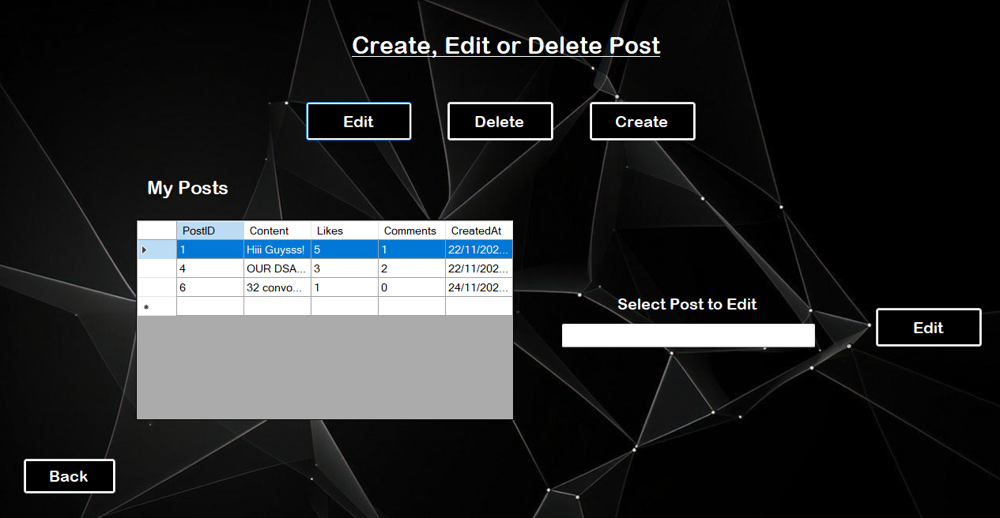 Create, Edit or Delete Post
Edit Delete Create
My Posts
PostID Content Likes Comments CreatedAt
1 Hiii Guysss! 5 1 22/11/202...
4 OUR DSA... 3 2 22/11/202...
6 32 convo... 1 0 24/11/202...
Select Post to Edit
Edit
Back